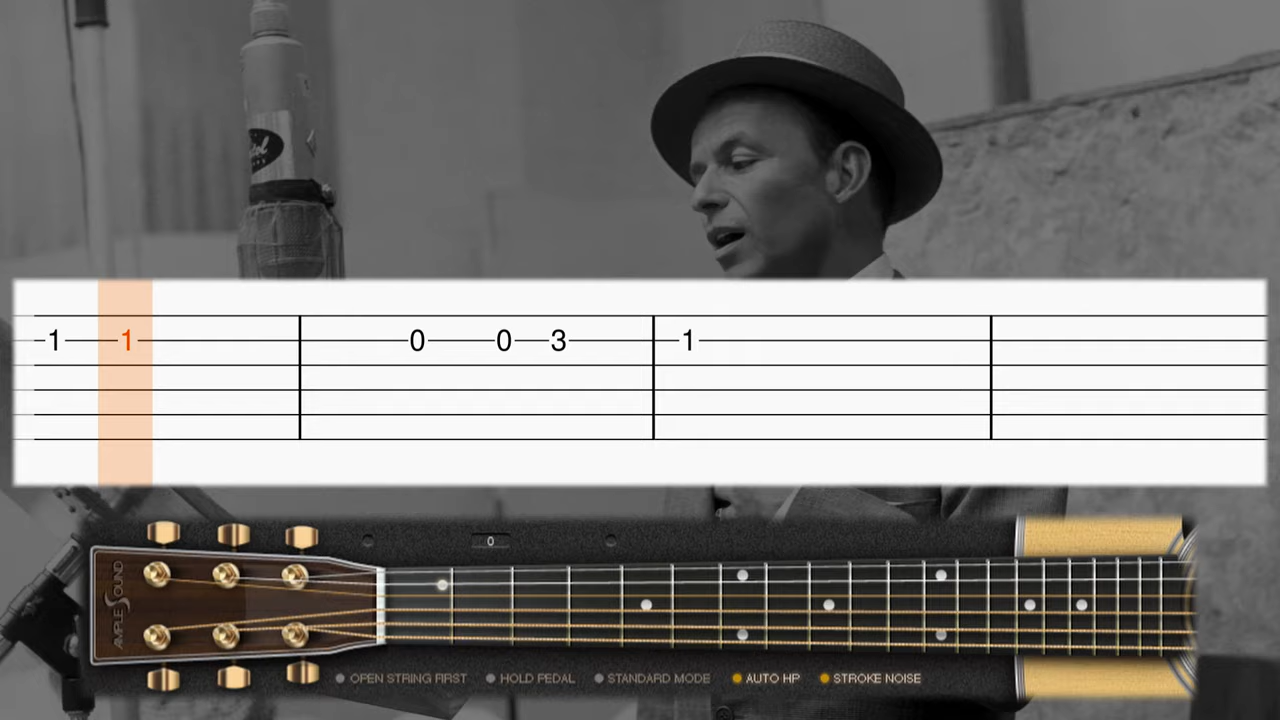 1 1 0 0 3 1
0
AMPLE SOUND
OPEN STRING FIRST HOLD PEDAL STANDARD MODE AUTO HP STROKE NOISE